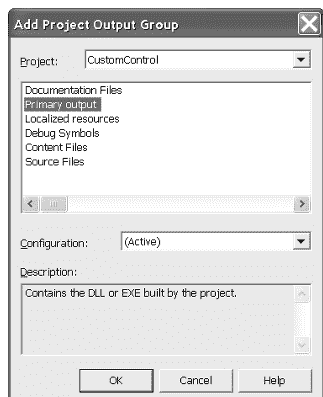 Add Project Output Group
Project: CustomControl
Documentation Files
Primary output
Localized resources
Debug Symbols
Content Files
Source Files
Configuration: (Active)
Description:
Contains the DLL or EXE built by the project.
OK Cancel Help